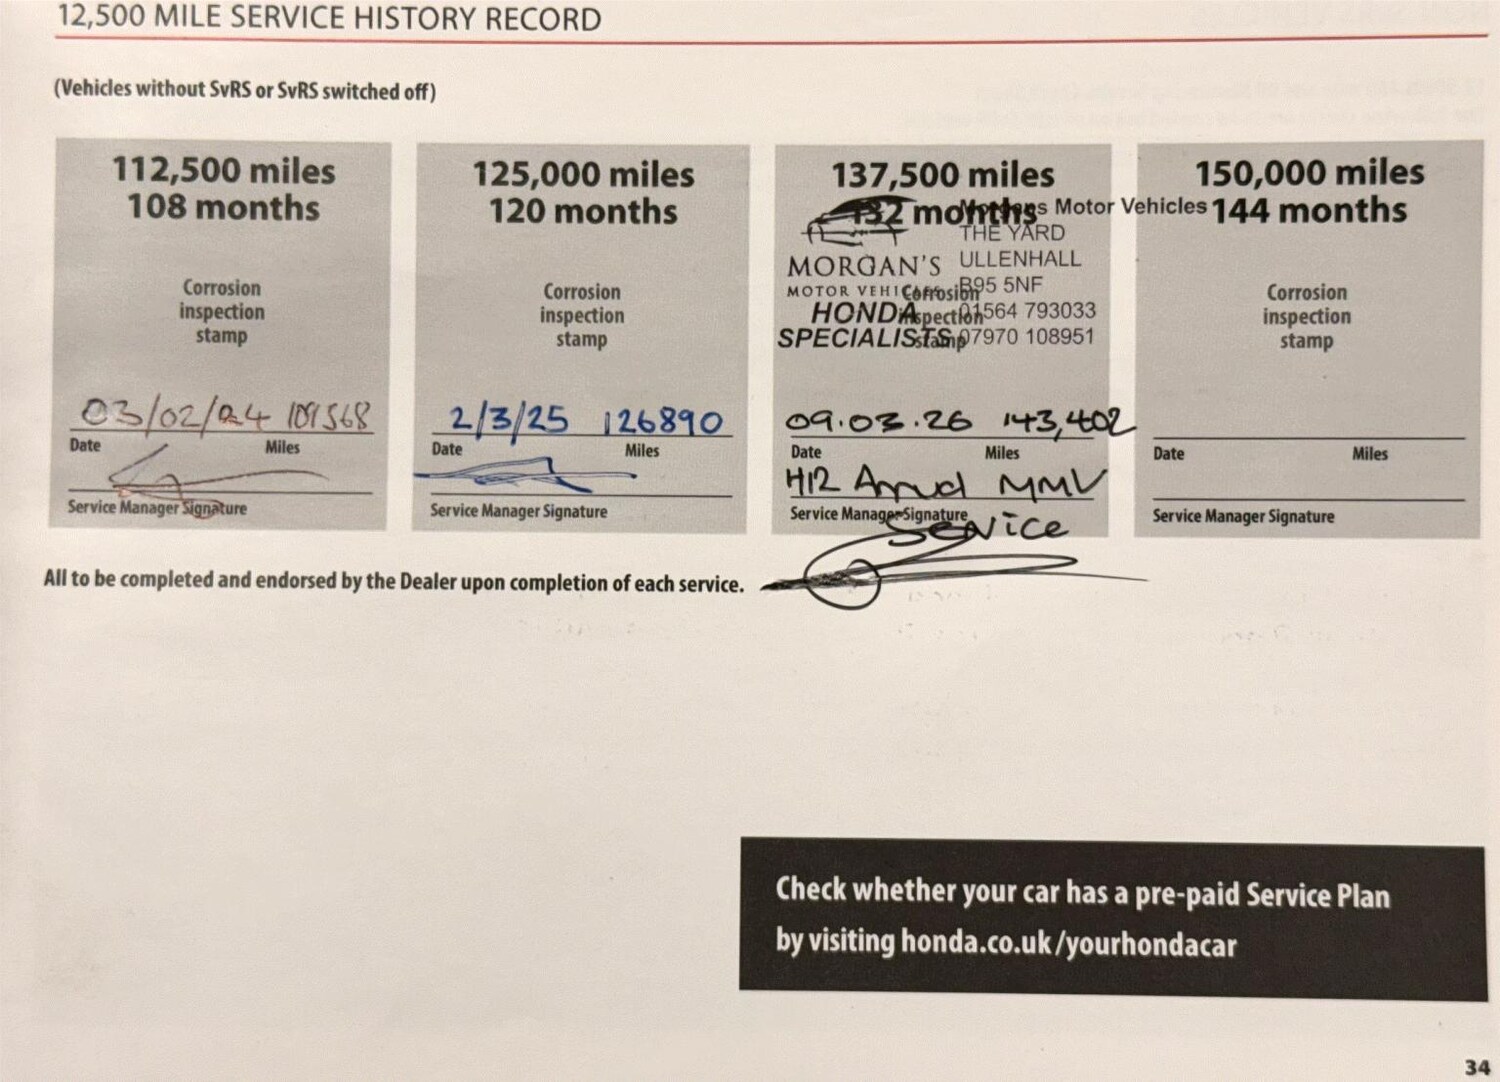 12,500 MILE SERVICE HISTORY RECORD
(Vehicles without SvRS or SvRS switched off)
112,500 miles
108 months
Corrosion
inspection
stamp
03/02/24 109568
Date Miles
Service Manager Signature
125,000 miles
120 months
Corrosion
inspection
stamp
2/3/25 126890
Date Miles
Service Manager Signature
137,500 miles
132 months
Morgans Motor Vehicles
THE YARD
ULLENHALL
B95 5NF
01564 793033
07970 108951
MORGAN'S
MOTOR VEHICLES
HONDA
SPECIALISTS
Corrosion
inspection
stamp
09.03.26 143,402
Date Miles
H12 Annual MMV
Service Manager Signature
Service
150,000 miles
144 months
Corrosion
inspection
stamp
Date Miles
Service Manager Signature
All to be completed and endorsed by the Dealer upon completion of each service.
Check whether your car has a pre-paid Service Plan
by visiting honda.co.uk/yourhondacar
34